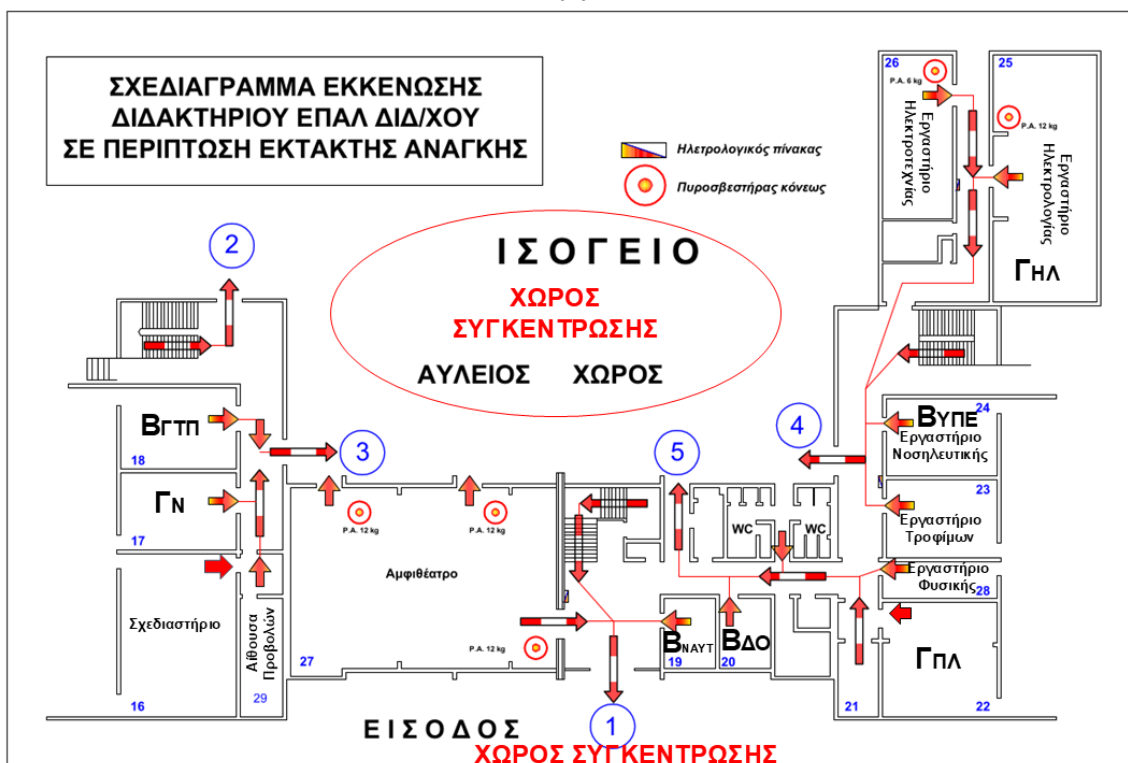 ΣΧΕΔΙΑΓΡΑΜΜΑ ΕΚΚΕΝΩΣΗΣ
ΔΙΔΑΚΤΗΡΙΟΥ ΕΠΑΛ ΔΙΔ/ΧΟΥ
ΣΕ ΠΕΡΙΠΤΩΣΗ ΕΚΤΑΚΤΗΣ ΑΝΑΓΚΗΣ
Ηλετρολογικός πίνακας
Πυροσβεστήρας κόνεως
26
P.A. 6 kg
Εργαστήριο
Ηλεκτροτεχνίας
25
P.A. 12 kg
Εργαστήριο
Ηλεκτρολογίας
ΓΗΛ
ΙΣΟΓΕΙΟ
ΧΩΡΟΣ
ΣΥΓΚΕΝΤΡΩΣΗΣ
ΑΥΛΕΙΟΣ ΧΩΡΟΣ
2
ΒΓΤΠ
18
3
ΓΝ
17
5
4
ΒΥΠΕ
24
Εργαστήριο
Νοσηλευτικής
23
Εργαστήριο
Τροφίμων
Εργαστήριο
Φυσικής
28
P.A. 12 kg
P.A. 12 kg
WC
WC
Αμφιθέατρο
Σχεδιαστήριο
16
Αίθουσα
Προβολών
29
27
P.A. 12 kg
ΒΝΑΥΤ
19
ΒΔΟ
20
21
ΓΠΛ
22
ΕΙΣΟΔΟΣ
1
ΧΩΡΟΣ ΣΥΓΚΕΝΤΡΩΣΗΣ